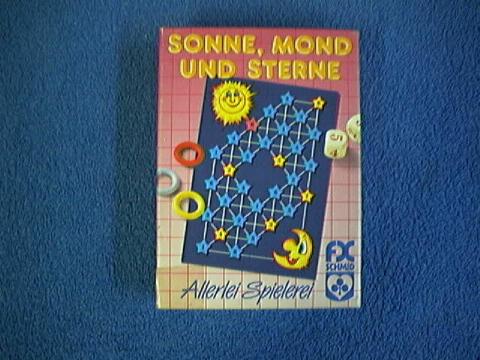 SONNE, MOND
UND STERNE
FX
SCHMID
Allerlei Spielerei